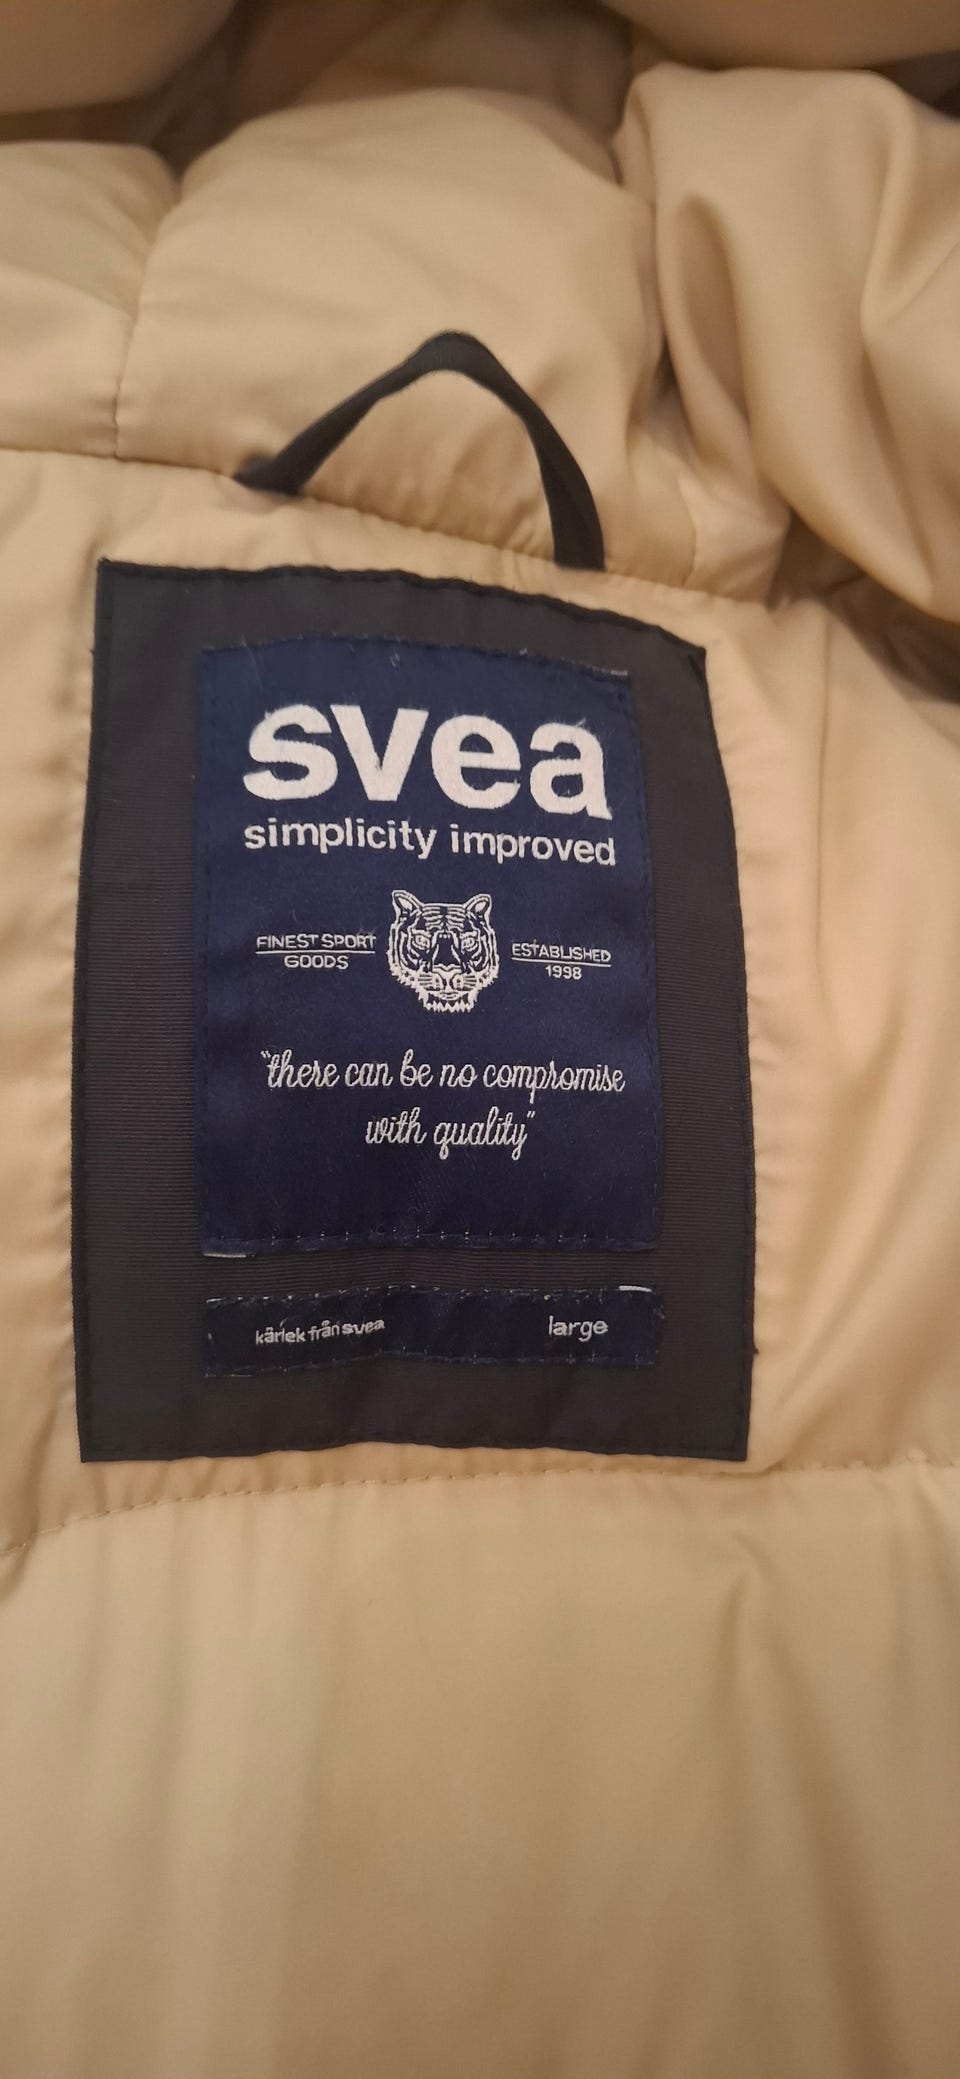 svea
simplicity improved
FINEST SPORT
GOODS
ESTABLISHED
1998
"there can be no compromise
with quality"
kärlek från svea
large